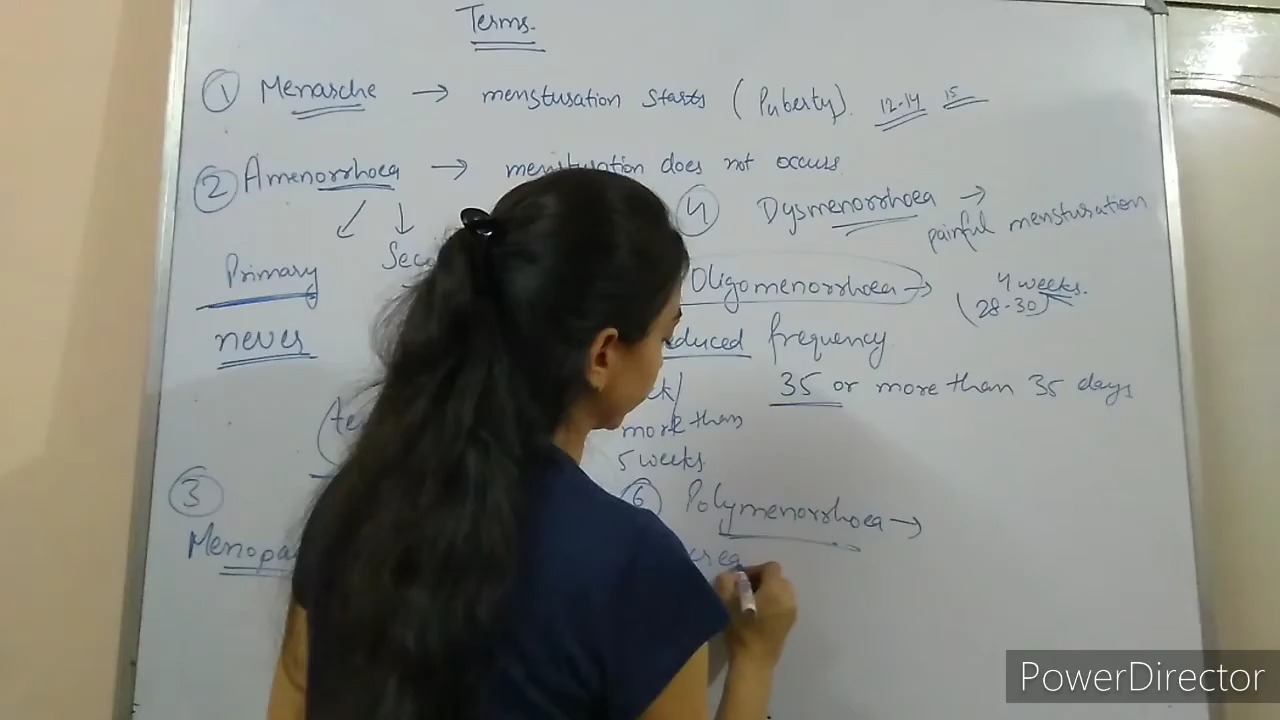 Terms.
1 Menarche → menstruation starts (Puberty). 12-14 15
2 Amenorrhoea → menstruation does not occurs.
Primary
never
3
4 Dysmenorrhoea →
painful menstruation
Oligomenorrhoea → 4 weeks.
(28-30)
frequency
35 or more than 35 days
more than
5 weeks
6 Polymenorrhoea →
PowerDirector